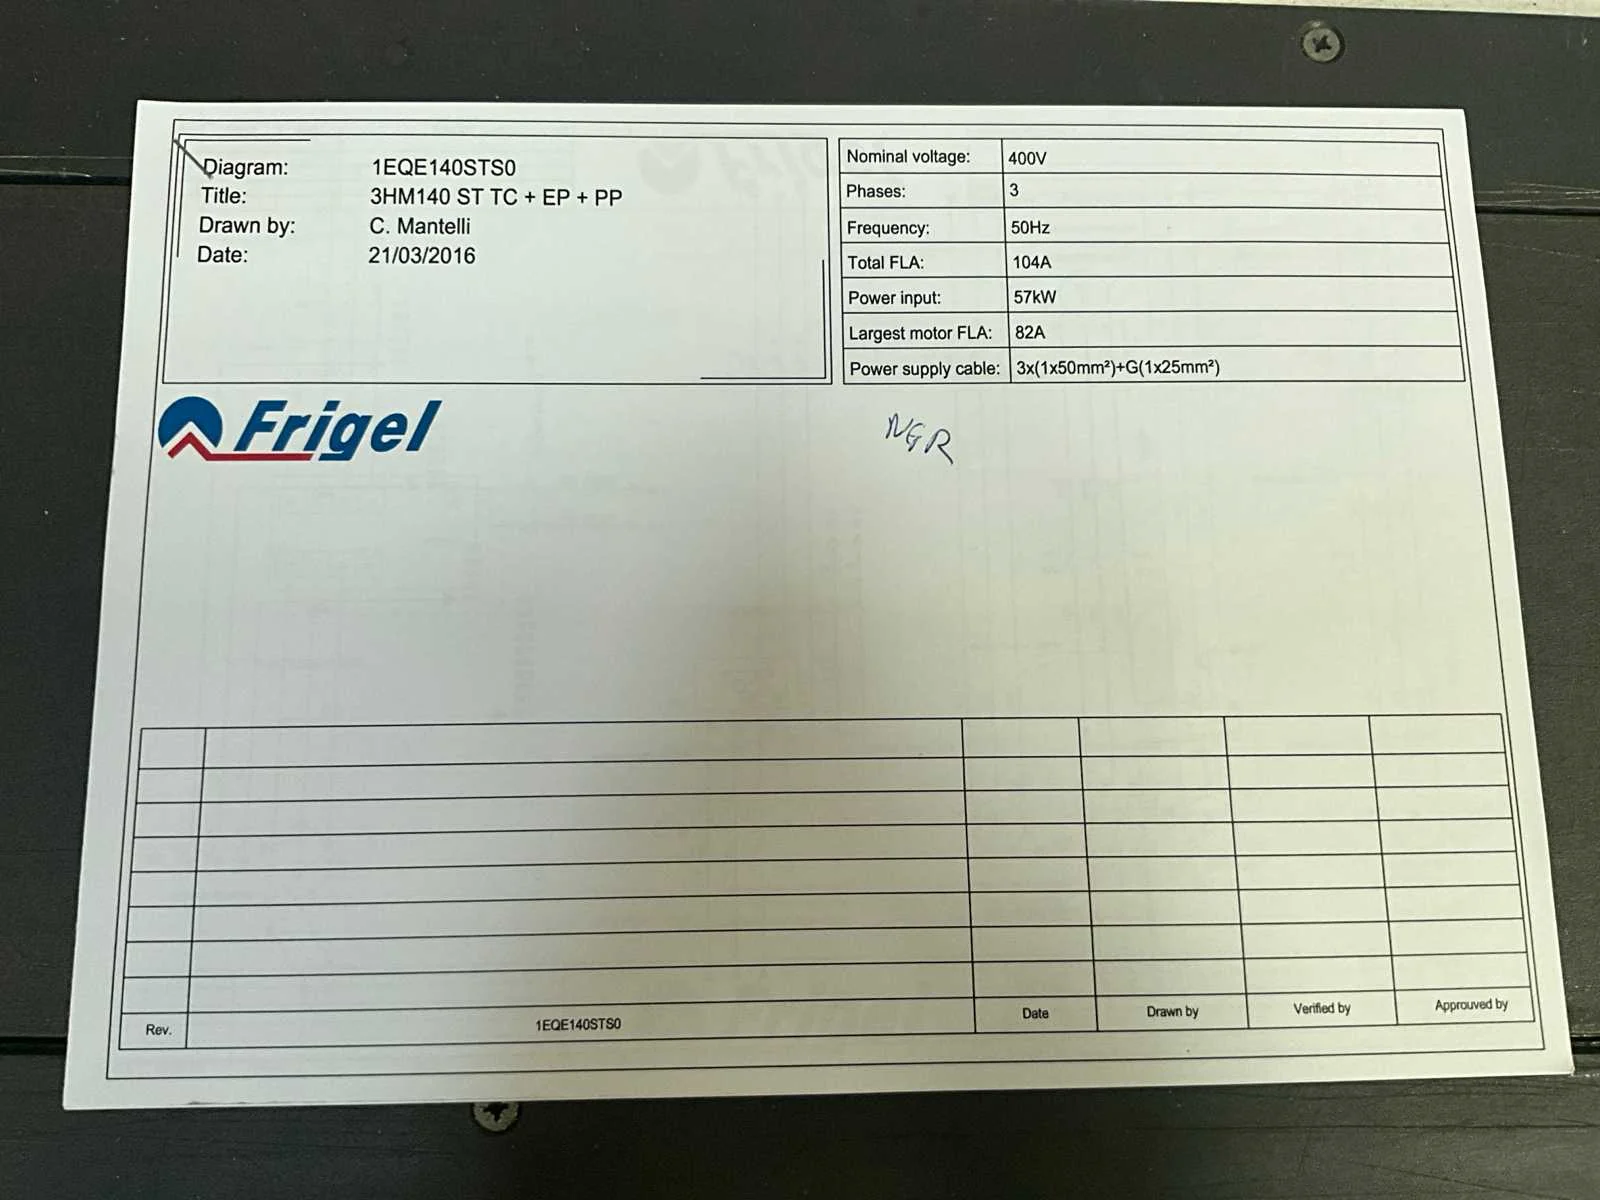 Diagram: 1EQE140STS0
Title: 3HM140 ST TC + EP + PP
Drawn by: C. Mantelli
Date: 21/03/2016
Nominal voltage: 400V
Phases: 3
Frequency: 50Hz
Total FLA: 104A
Power input: 57kW
Largest motor FLA: 82A
Power supply cable: 3x(1x50mm²)+G(1x25mm²)
Frigel
NGR
Rev. 1EQE140STS0 Date Drawn by Verified by Approuved by